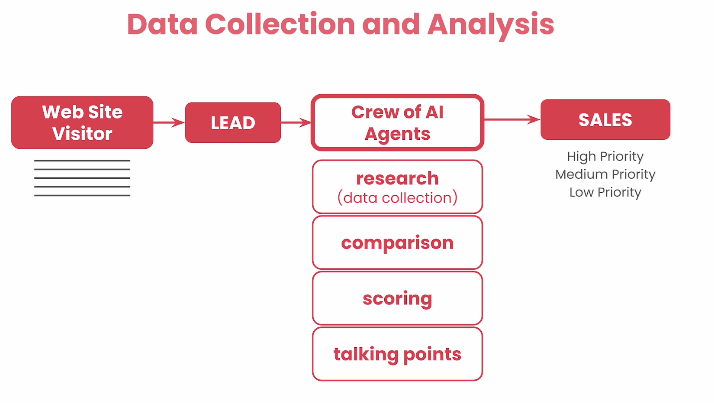 Data Collection and Analysis
Web Site
Visitor
LEAD
Crew of AI
Agents
SALES
High Priority
Medium Priority
Low Priority
research
(data collection)
comparison
scoring
talking points